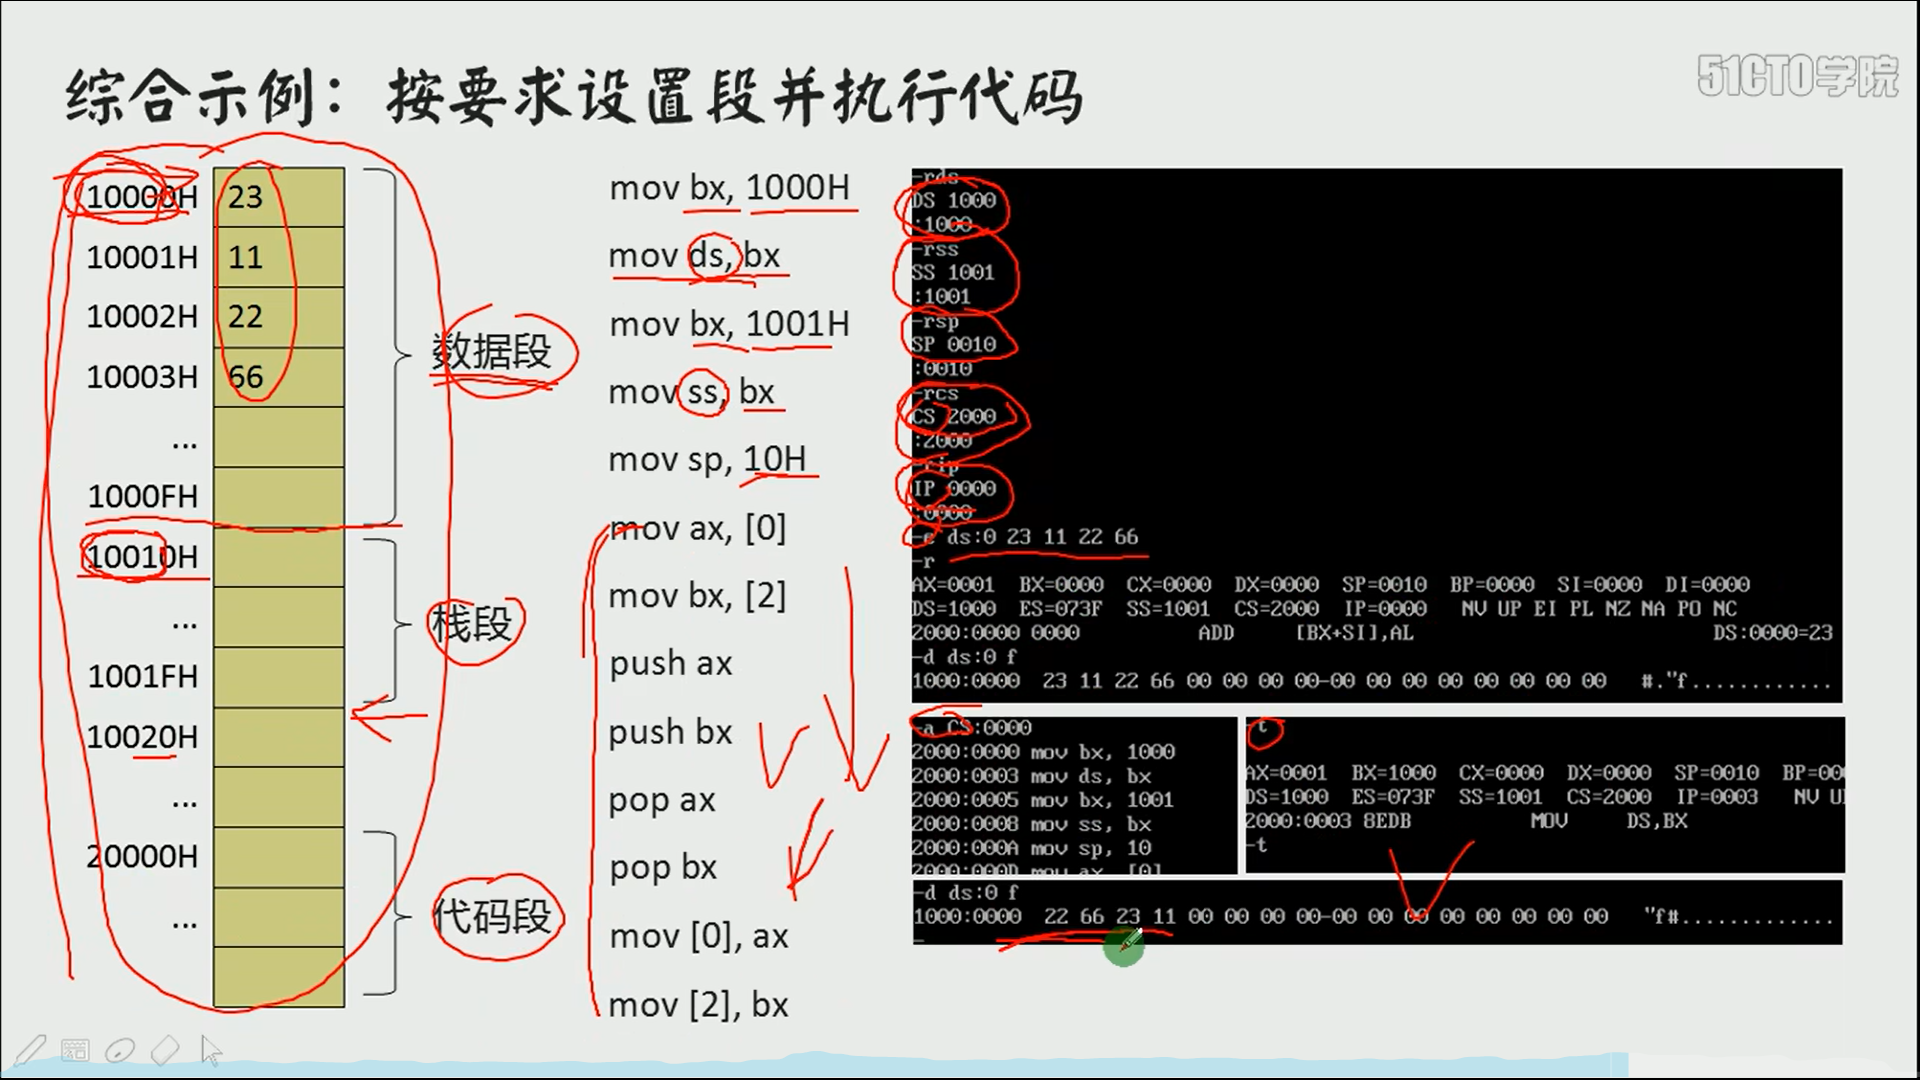 综合示例：按要求设置段并执行代码
51CTO学院
10000H 23
10001H 11
10002H 22
10003H 66
...
1000FH
10010H
...
1001FH
10020H
...
20000H
...
数据段
栈段
代码段
mov bx, 1000H
mov ds, bx
mov bx, 1001H
mov ss, bx
mov sp, 10H
mov ax, [0]
mov bx, [2]
push ax
push bx
pop ax
pop bx
mov [0], ax
mov [2], bx
-rds
DS 1000
:1000
-rss
SS 1001
:1001
-rsp
SP 0010
:0010
-rcs
CS 2000
:2000
-rip
IP 0000
:0000
-e ds:0 23 11 22 66
-r
AX=0001 BX=0000 CX=0000 DX=0000 SP=0010 BP=0000 SI=0000 DI=0000
DS=1000 ES=073F SS=1001 CS=2000 IP=0000 NV UP EI PL NZ NA PO NC
2000:0000 0000 ADD [BX+SI],AL DS:0000=23
-d ds:0 f
1000:0000 23 11 22 66 00 00 00 00-00 00 00 00 00 00 00 00 #."f............
-a CS:0000
2000:0000 mov bx, 1000
2000:0003 mov ds, bx
2000:0005 mov bx, 1001
2000:0008 mov ss, bx
2000:000A mov sp, 10
2000:000D mov ax, [0]
-t
AX=0001 BX=1000 CX=0000 DX=0000 SP=0010 BP=00
DS=1000 ES=073F SS=1001 CS=2000 IP=0003 NV U
2000:0003 8EDB MOV DS,BX
-t
-d ds:0 f
1000:0000 22 66 23 11 00 00 00 00-00 00 00 00 00 00 00 00 "f#.............
-